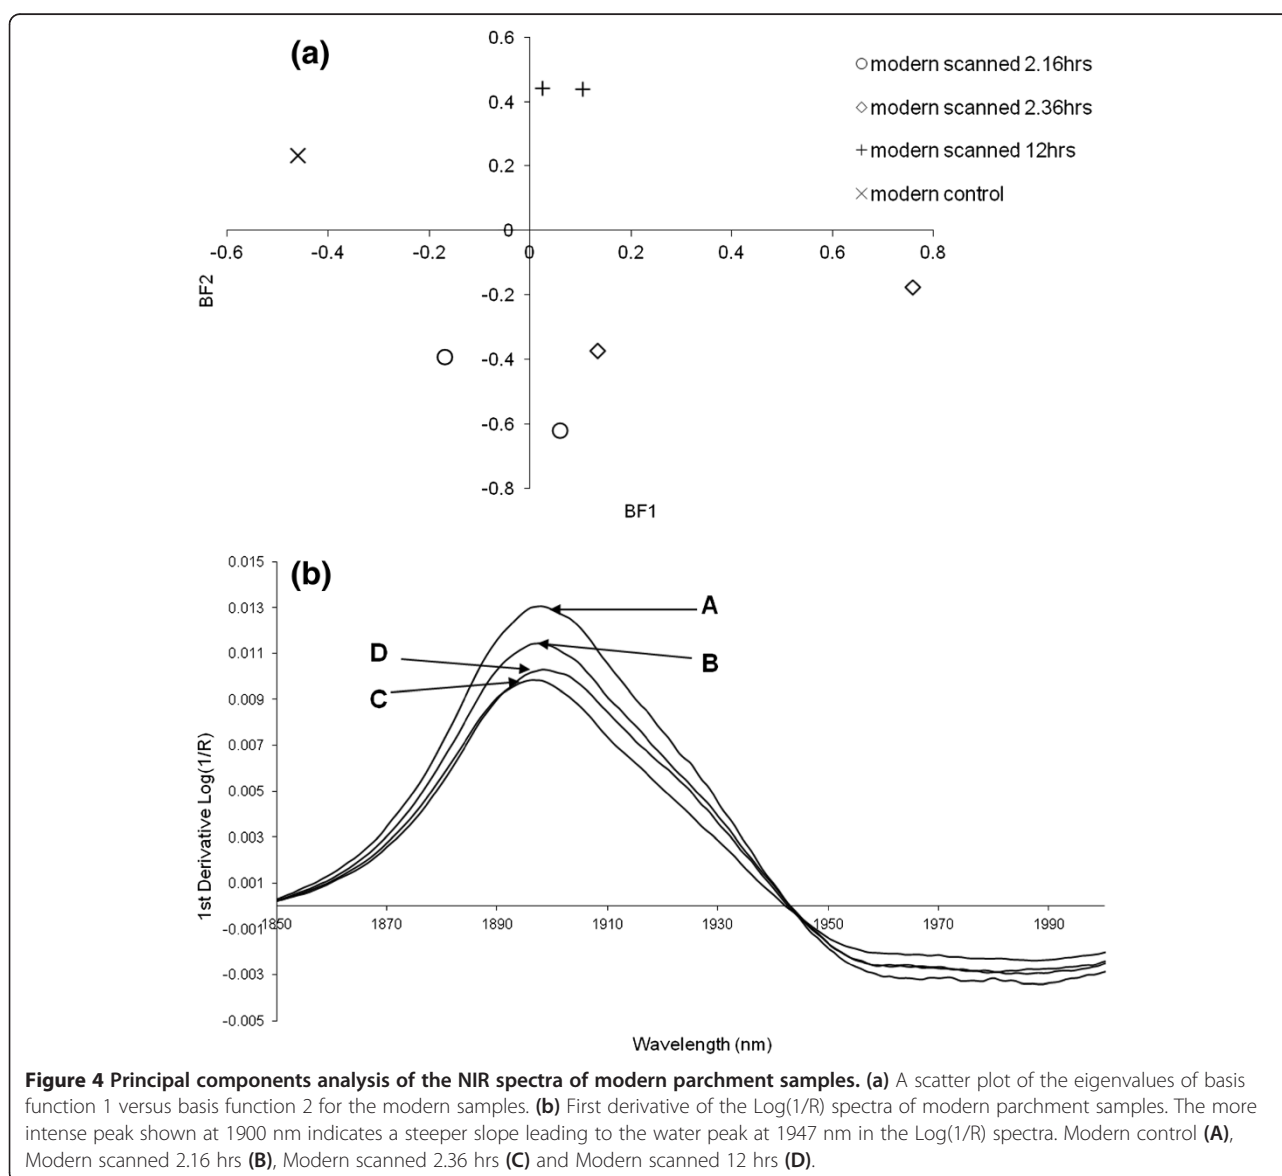 (a)
0.6
0.4
0.2
0
-0.2
-0.4
-0.6
-0.8
-0.6
-0.4
-0.2
0
0.2
0.4
0.6
0.8
BF2
BF1
modern scanned 2.16hrs
modern scanned 2.36hrs
modern scanned 12hrs
modern control
(b)
0.015
0.013
0.011
0.009
0.007
0.005
0.003
0.001
-0.001
-0.003
-0.005
1st Derivative Log(1/R)
A
B
D
C
1850
1870
1890
1910
1930
1950
1970
1990
Wavelength (nm)
Figure 4 Principal components analysis of the NIR spectra of modern parchment samples. (a) A scatter plot of the eigenvalues of basis
function 1 versus basis function 2 for the modern samples. (b) First derivative of the Log(1/R) spectra of modern parchment samples. The more
intense peak shown at 1900 nm indicates a steeper slope leading to the water peak at 1947 nm in the Log(1/R) spectra. Modern control (A),
Modern scanned 2.16 hrs (B), Modern scanned 2.36 hrs (C) and Modern scanned 12 hrs (D).